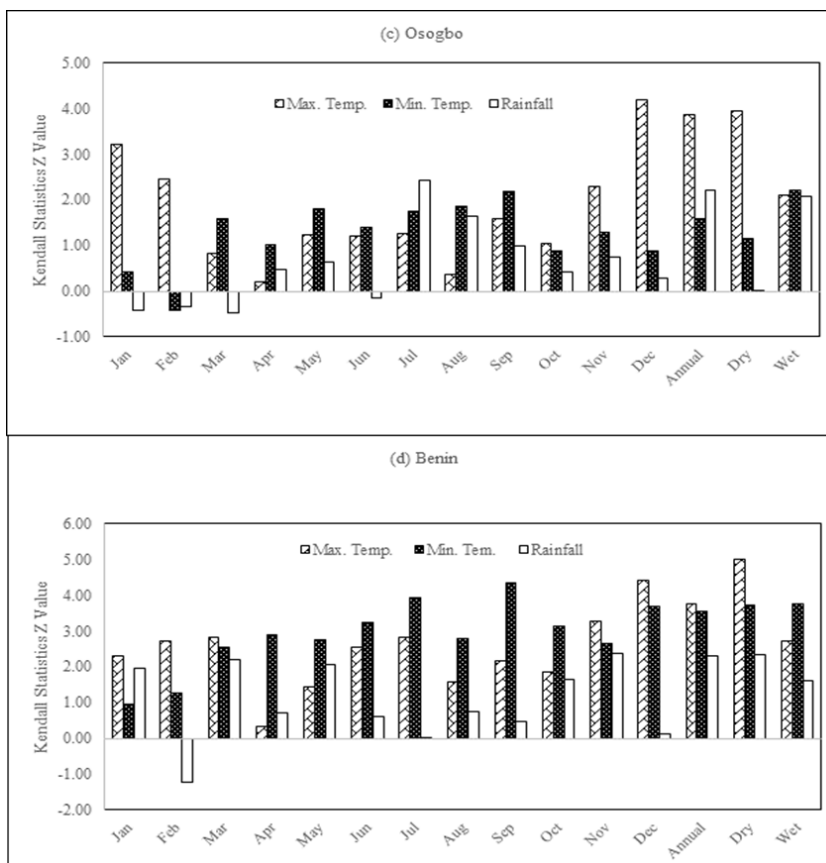 (c) Osogbo
5.00
Max. Temp. Min. Temp. Rainfall
4.00
3.00
2.00
1.00
0.00
-1.00
Kendall Statistics Z Value
Jan Feb Mar Apr May Jun Jul Aug Sep Oct Nov Dec Annual Dry Wet
(d) Benin
6.00
Max. Temp. Min. Tem. Rainfall
5.00
4.00
3.00
2.00
1.00
0.00
-1.00
-2.00
Kendall Statistics Z Value
Jan Feb Mar Apr May Jun Jul Aug Sep Oct Nov Dec Annual Dry Wet